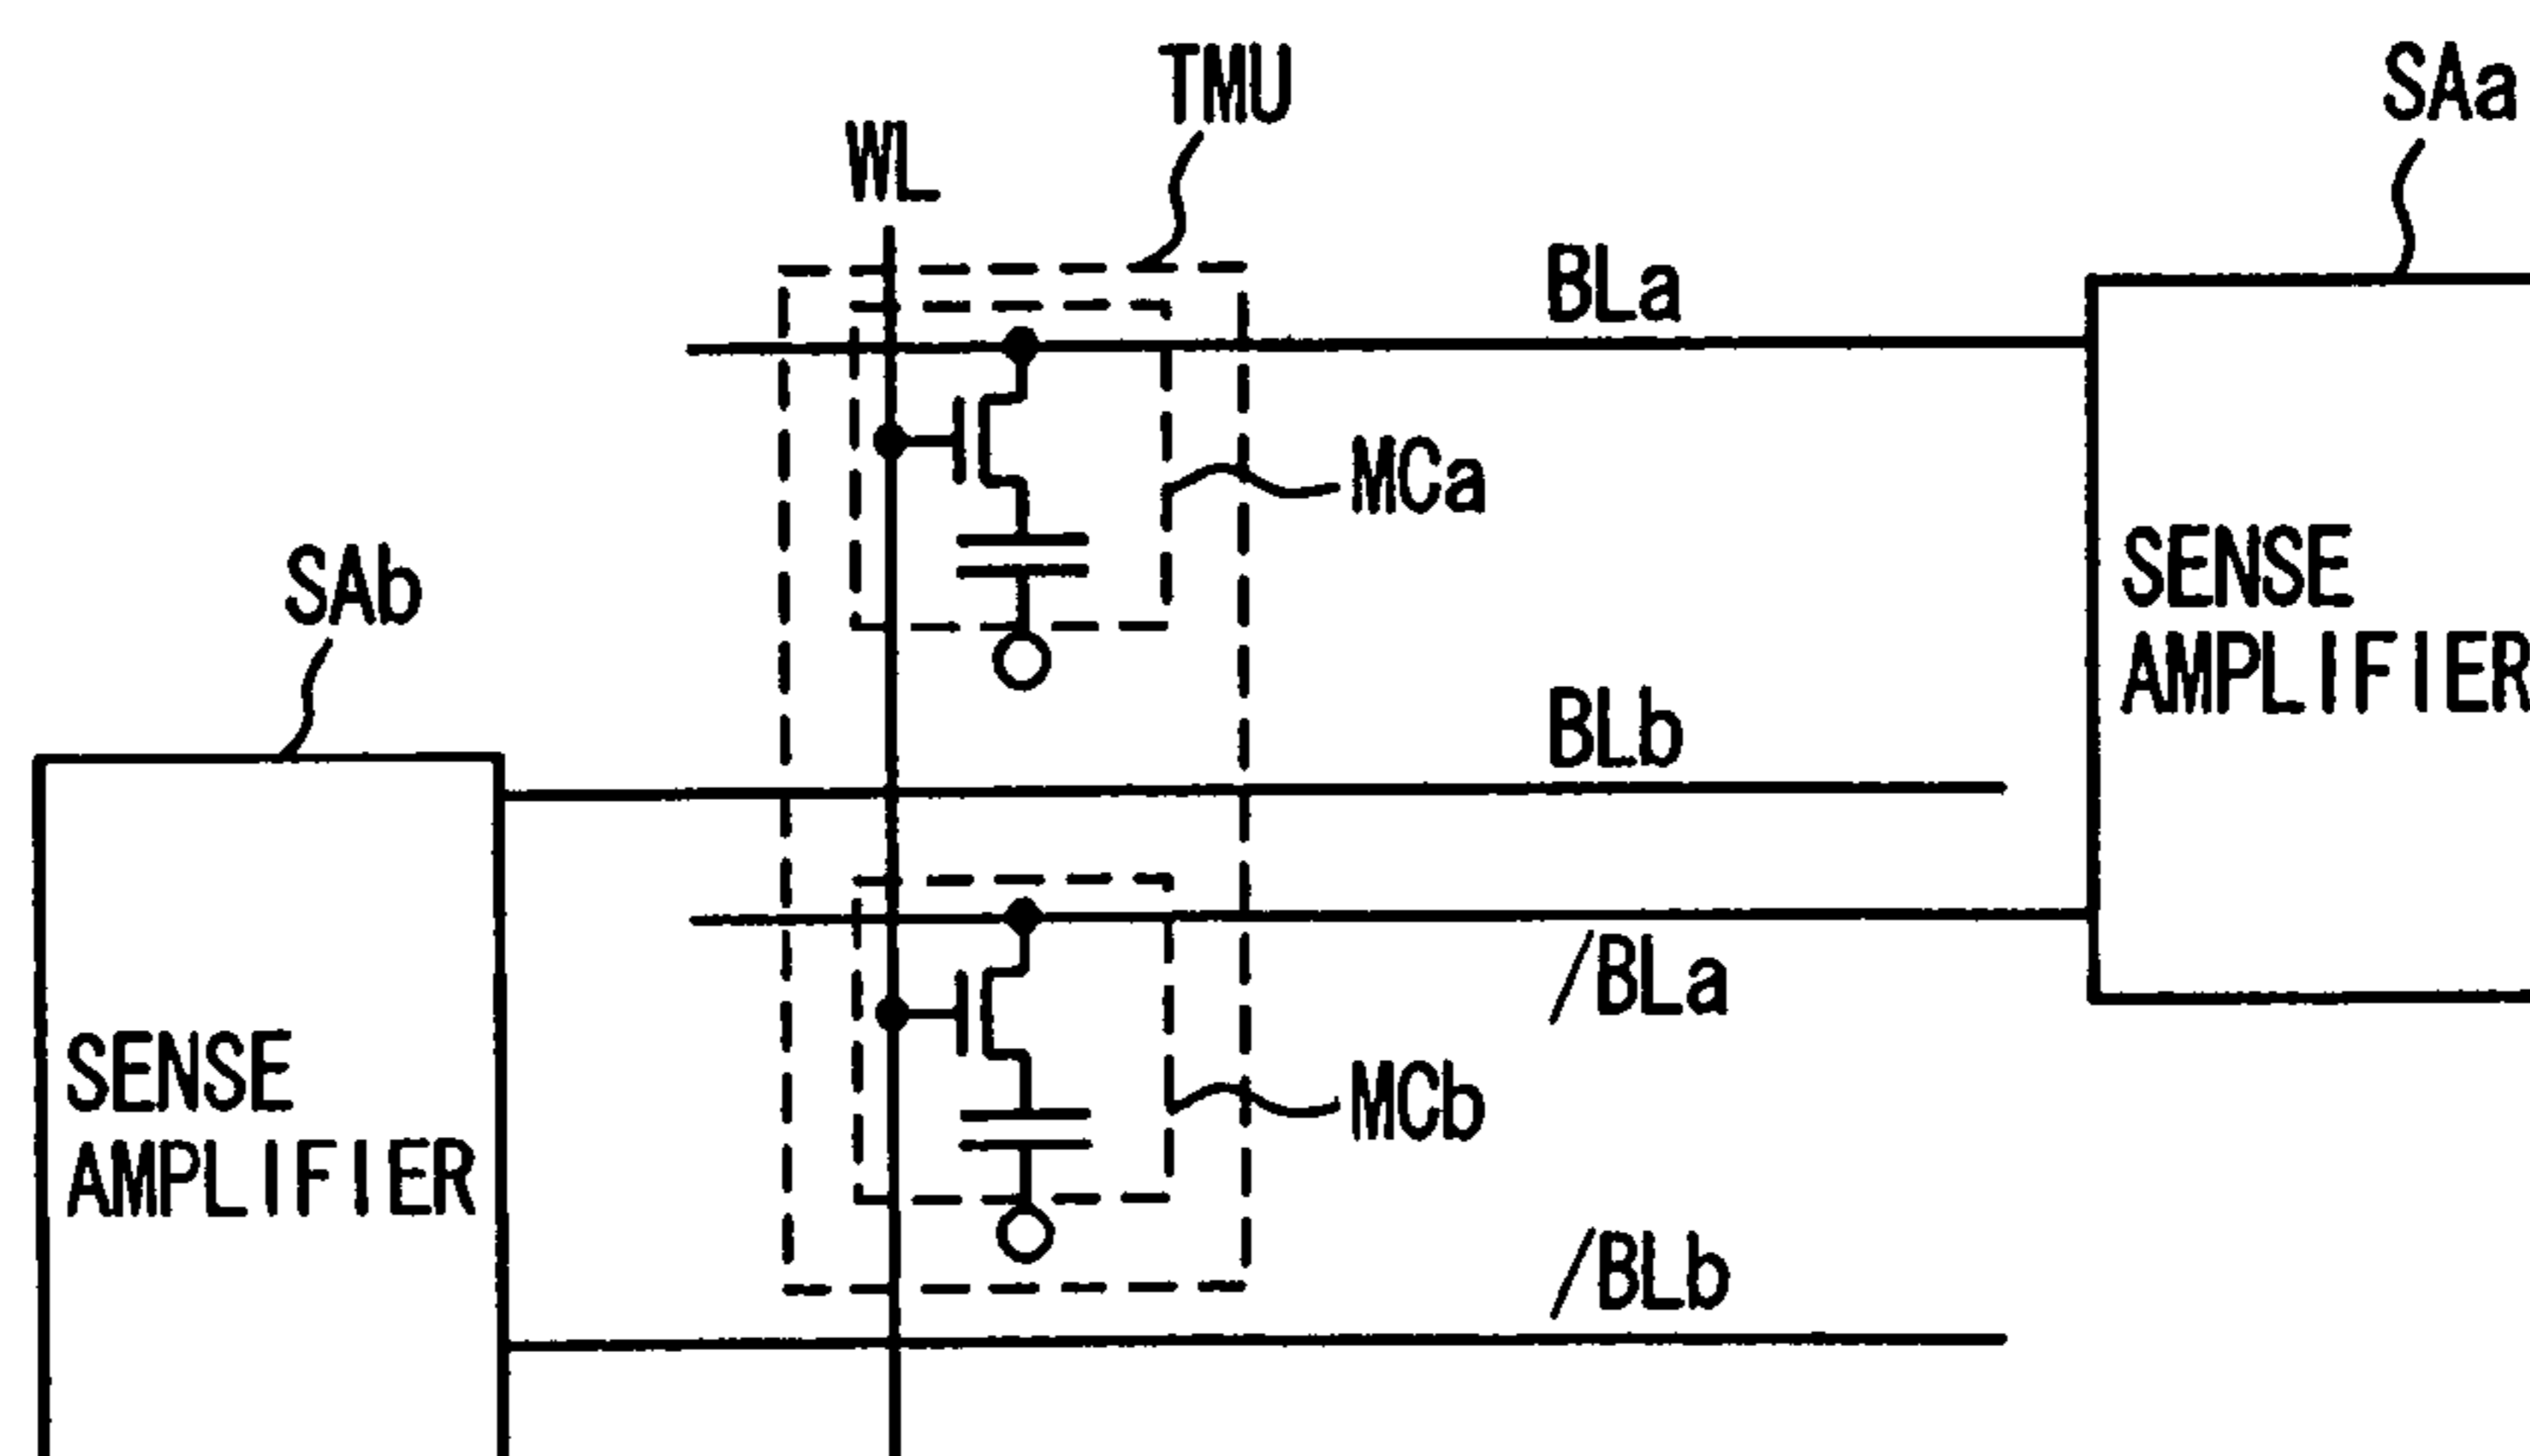 TMU
SAa
WL
BLa
MCa
SENSE
AMPLIFIER
SAb
BLb
/BLa
SENSE
AMPLIFIER
MCb
/BLb